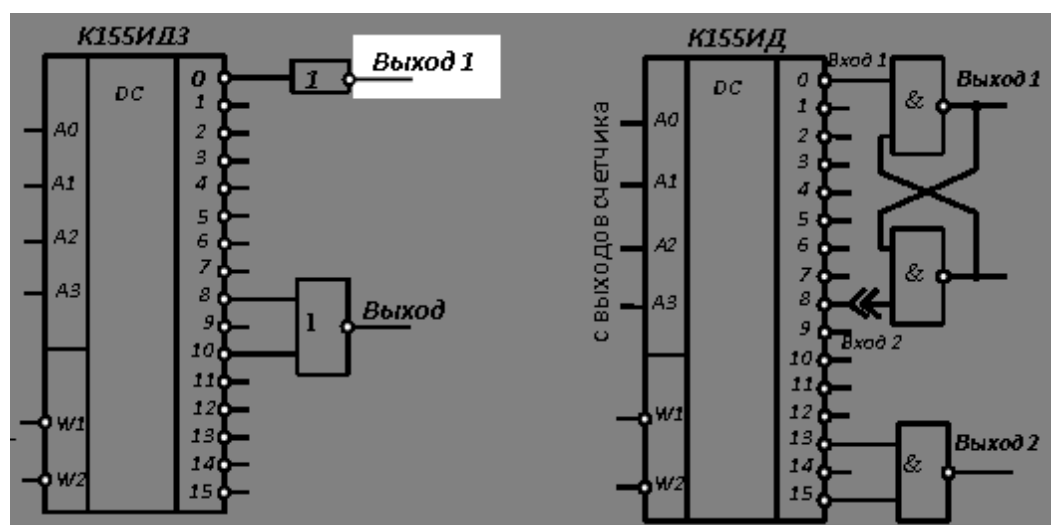 К155ИД3
DC
A0
A1
A2
A3
W1
W2
0
1
2
3
4
5
6
7
8
9
10
11
12
13
14
15
1
Выход 1
1
Выход
К155ИД
с выходов счетчика
DC
A0
A1
A2
A3
W1
W2
0
1
2
3
4
5
6
7
8
9
10
11
12
13
14
15
Вход 1
&
Выход 1
&
Вход 2
&
Выход 2